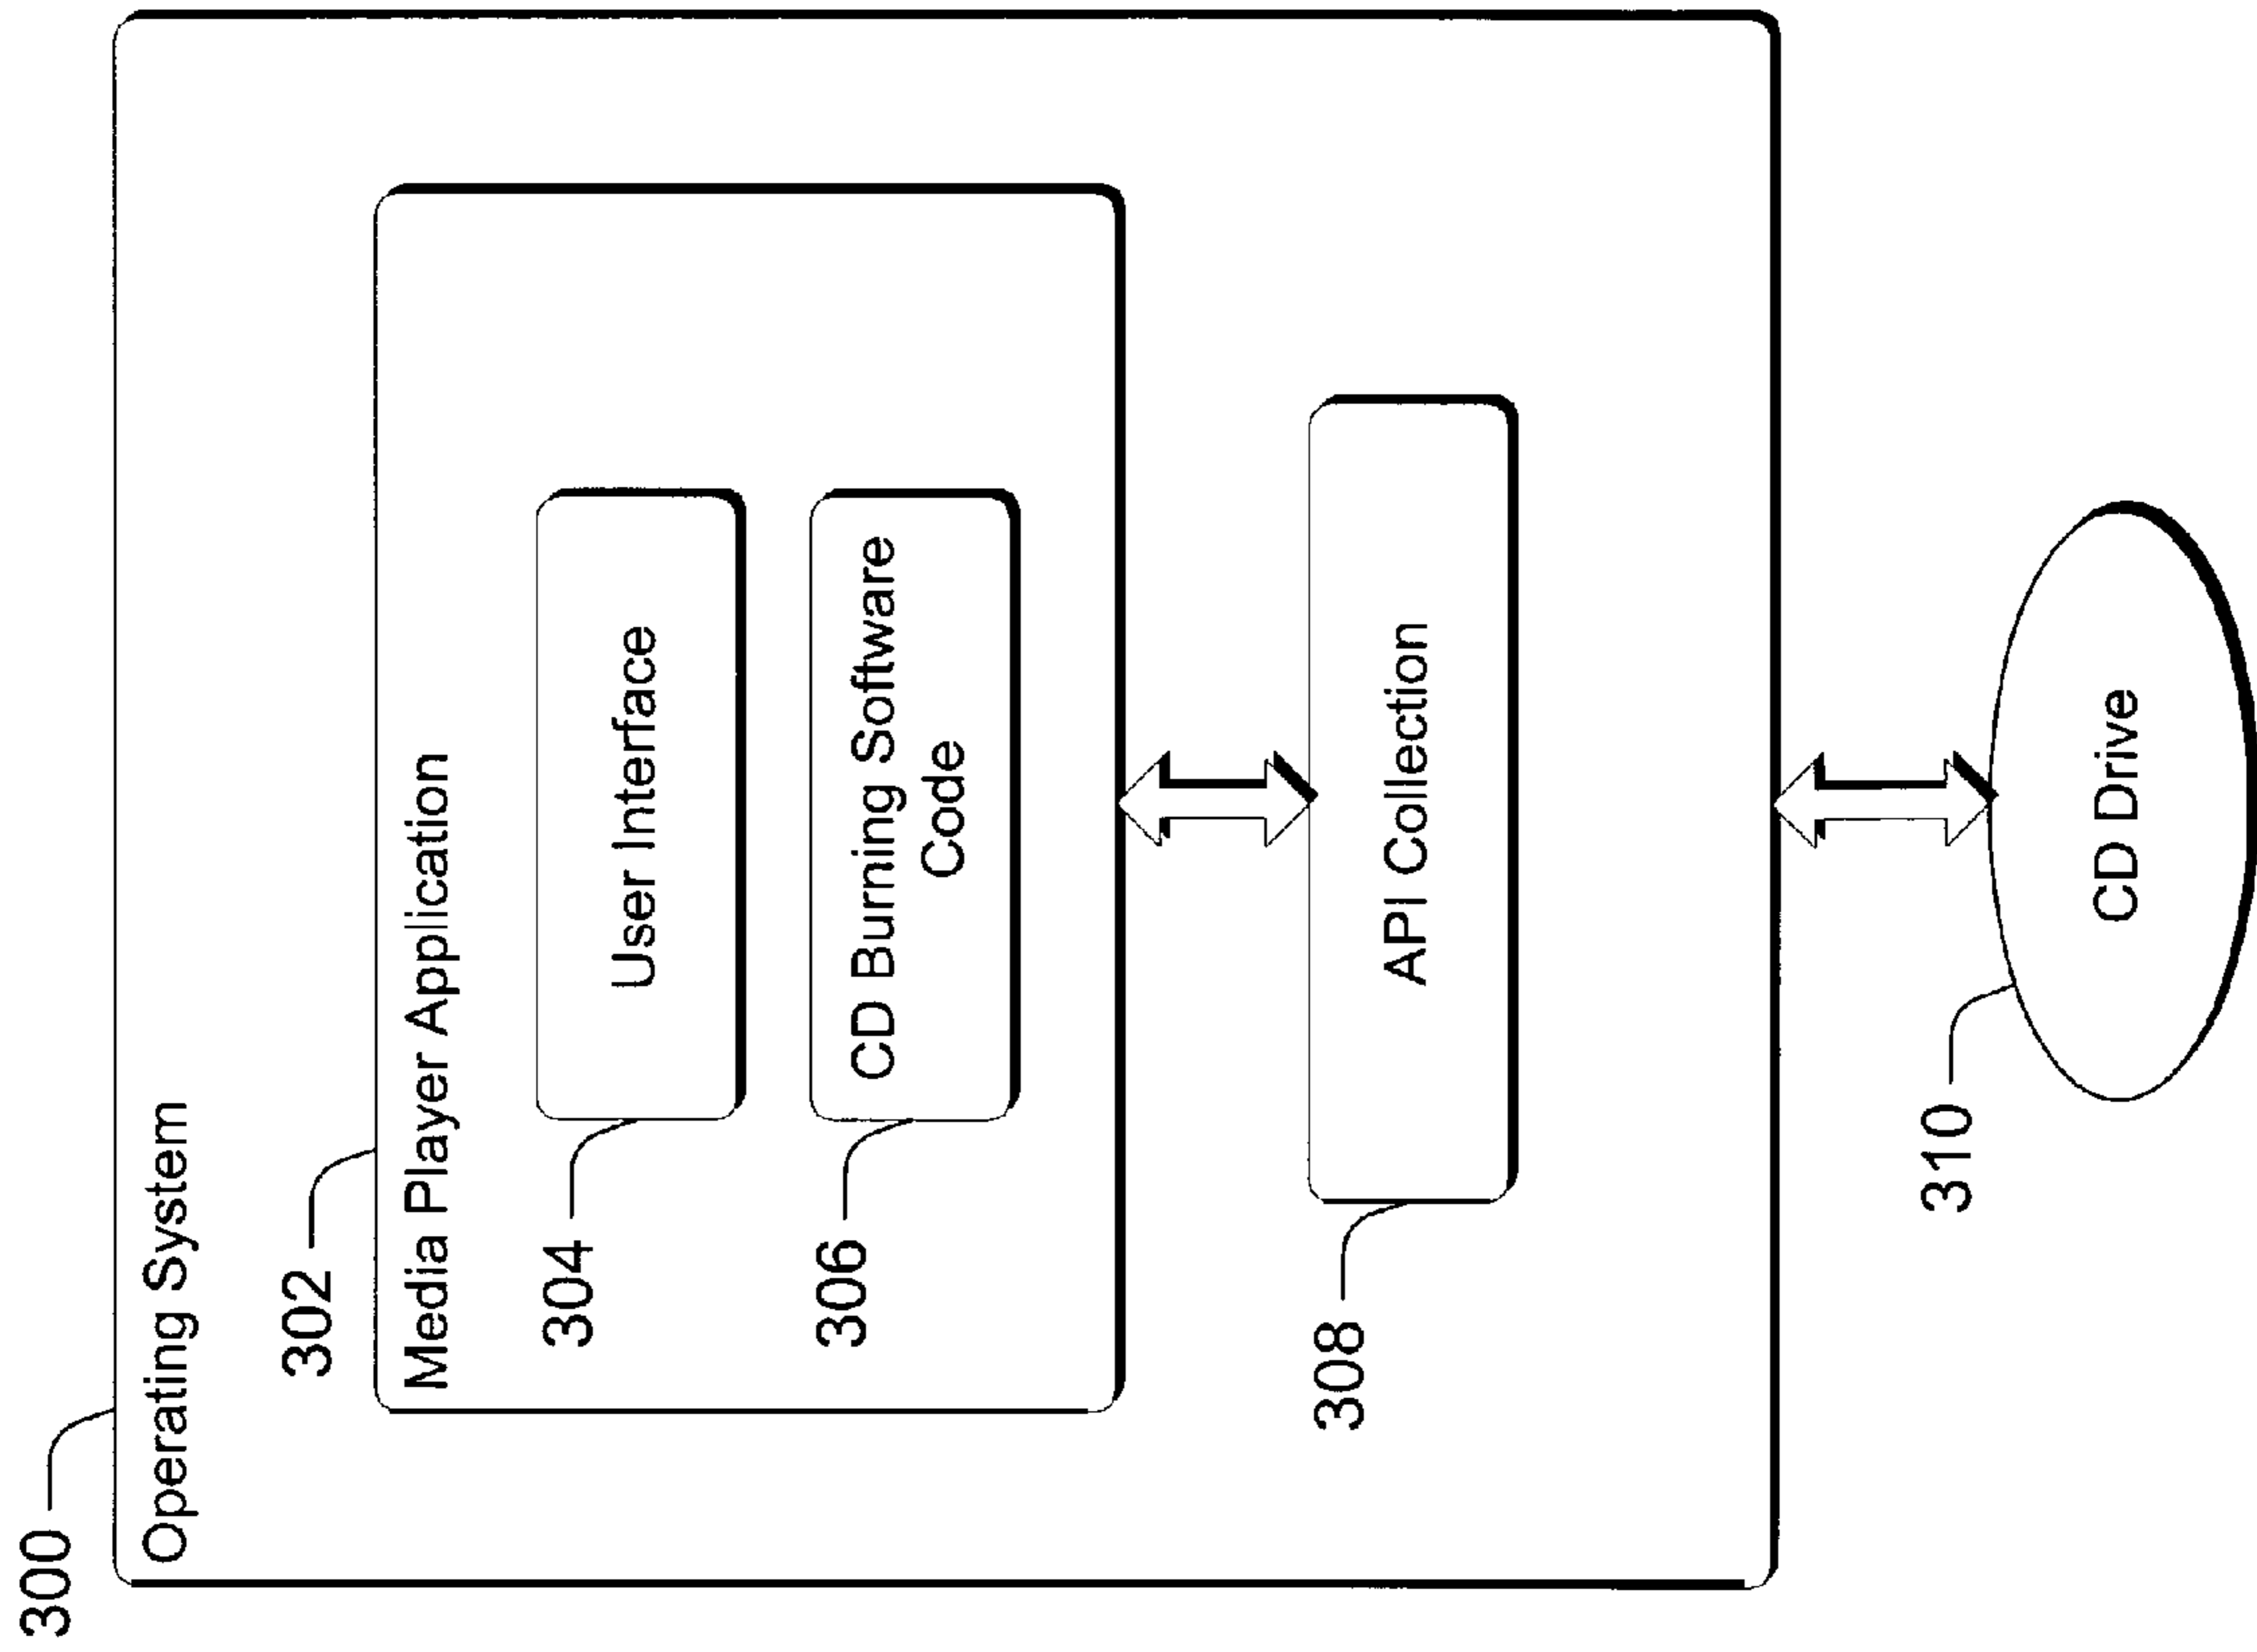 300
Operating System
302
Media Player Application
304
User Interface
306
CD Burning Software
Code
308
API Collection
310
CD Drive